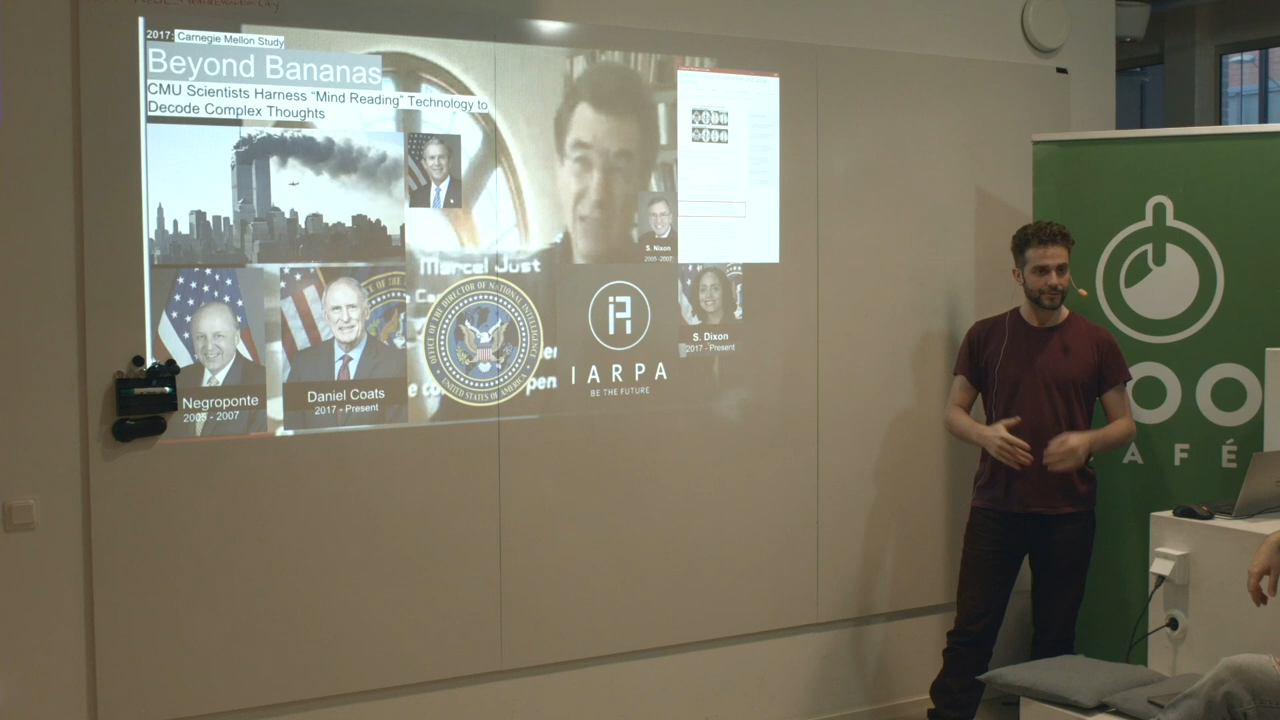 2017: Carnegie Mellon Study
Beyond Bananas
CMU Scientists Harness “Mind Reading” Technology to
Decode Complex Thoughts
S. Nixon
2005 -2007
Marcel Just
OFFICE OF THE DIRECTOR OF NATIONAL INTELLIGENCE
UNITED STATES OF AMERICA
IARPA
BE THE FUTURE
S. Dixon
2017 - Present
Negroponte
2005 - 2007
Daniel Coats
2017 - Present
OO
AFÉ